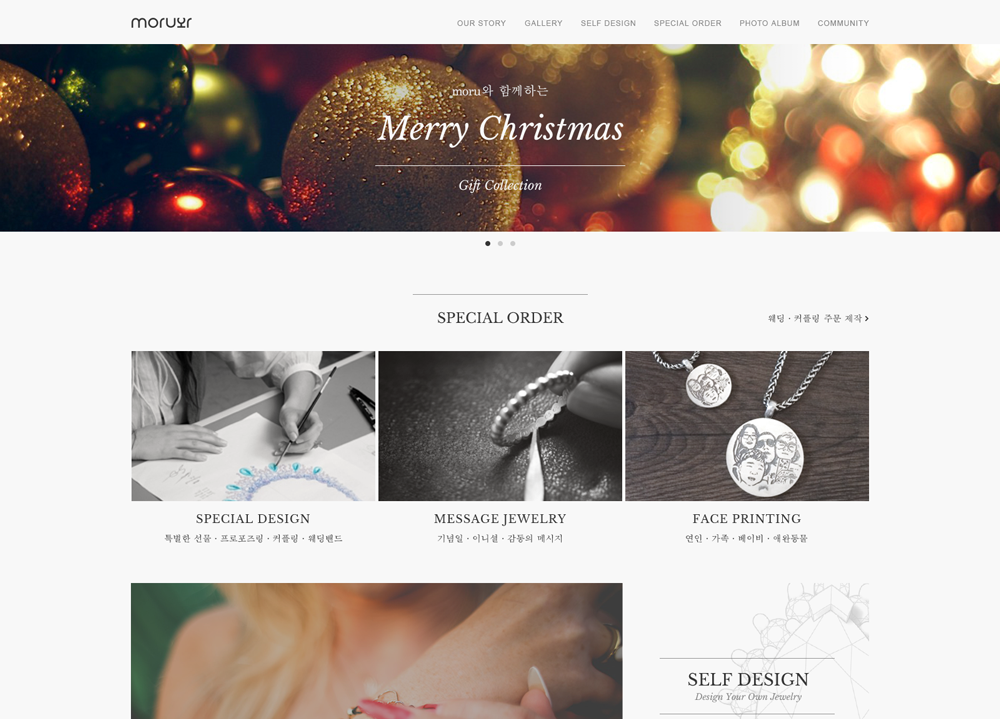 moru
OUR STORY GALLERY SELF DESIGN SPECIAL ORDER PHOTO ALBUM COMMUNITY
moru와 함께하는
Merry Christmas
Gift Collection
SPECIAL ORDER
웨딩 · 커플링 주문 제작
SPECIAL DESIGN MESSAGE JEWELRY FACE PRINTING
특별한 선물 · 프로포즈링 · 커플링 · 웨딩밴드 기념일 · 이니셜 · 감동의 메시지 연인 · 가족 · 베이비 · 애완동물
SELF DESIGN
Design Your Own Jewelry